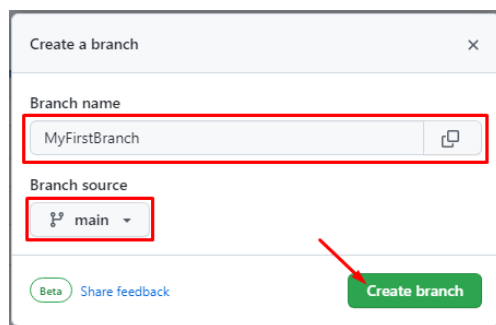 Create a branch
Branch name
MyFirstBranch
Branch source
main
Beta Share feedback
Create branch